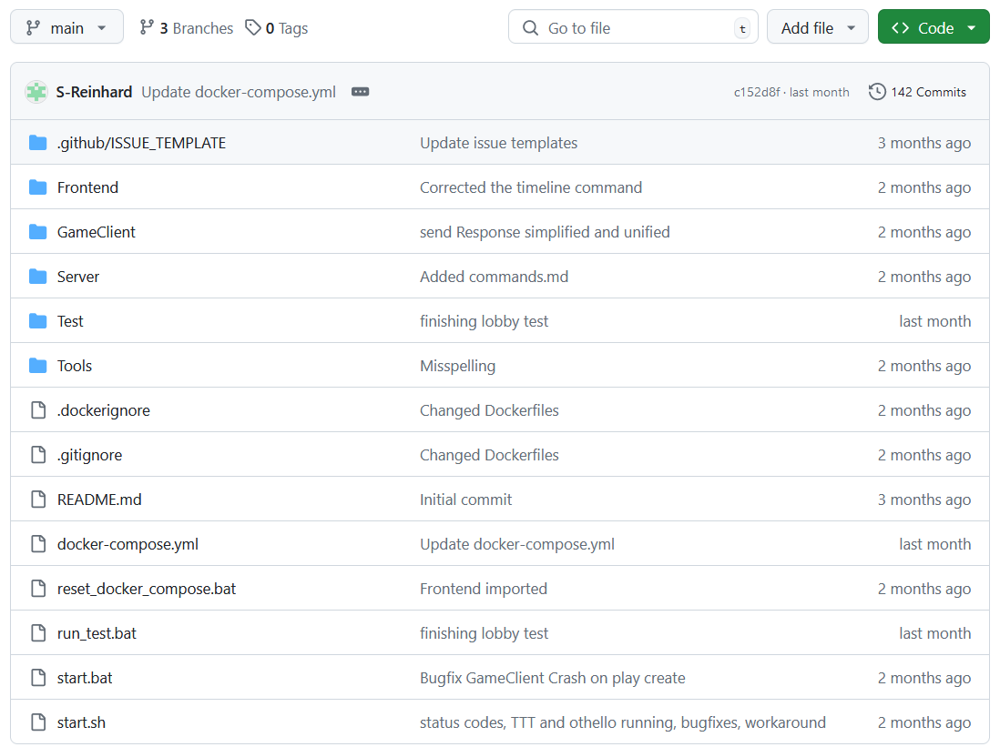 main 3 Branches 0 Tags Go to file t Add file Code
S-Reinhard Update docker-compose.yml c152d8f · last month 142 Commits
.github/ISSUE_TEMPLATE Update issue templates 3 months ago
Frontend Corrected the timeline command 2 months ago
GameClient send Response simplified and unified 2 months ago
Server Added commands.md 2 months ago
Test finishing lobby test last month
Tools Misspelling 2 months ago
.dockerignore Changed Dockerfiles 2 months ago
.gitignore Changed Dockerfiles 2 months ago
README.md Initial commit 3 months ago
docker-compose.yml Update docker-compose.yml last month
reset_docker_compose.bat Frontend imported 2 months ago
run_test.bat finishing lobby test last month
start.bat Bugfix GameClient Crash on play create 2 months ago
start.sh status codes, TTT and othello running, bugfixes, workaround 2 months ago